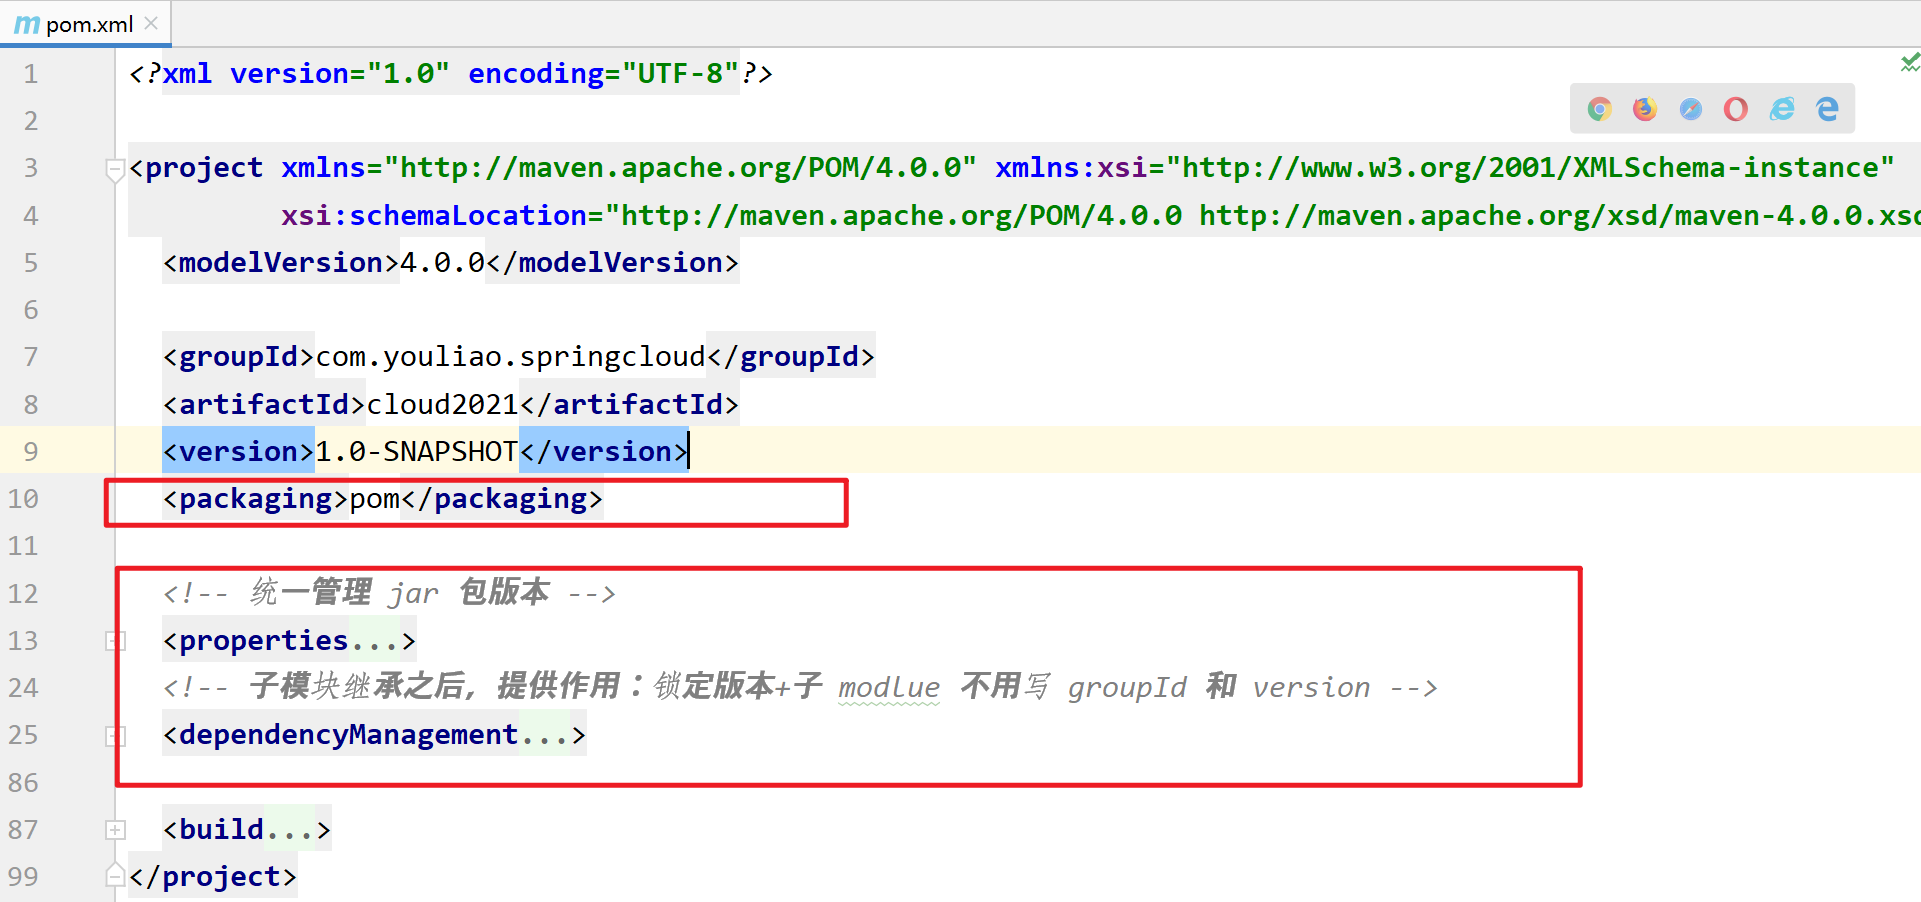 pom.xml
1 <?xml version="1.0" encoding="UTF-8"?>
2
3 <project xmlns="http://maven.apache.org/POM/4.0.0" xmlns:xsi="http://www.w3.org/2001/XMLSchema-instance"
4 xsi:schemaLocation="http://maven.apache.org/POM/4.0.0 http://maven.apache.org/xsd/maven-4.0.0.xsd
5 <modelVersion>4.0.0</modelVersion>
6
7 <groupId>com.youliao.springcloud</groupId>
8 <artifactId>cloud2021</artifactId>
9 <version>1.0-SNAPSHOT</version>
10 <packaging>pom</packaging>
11
12 <!-- 统一管理 jar 包版本 -->
13 <properties...>
24 <!-- 子模块继承之后，提供作用：锁定版本+子 modlue 不用写 groupId 和 version -->
25 <dependencyManagement...>
86
87 <build...>
99 </project>